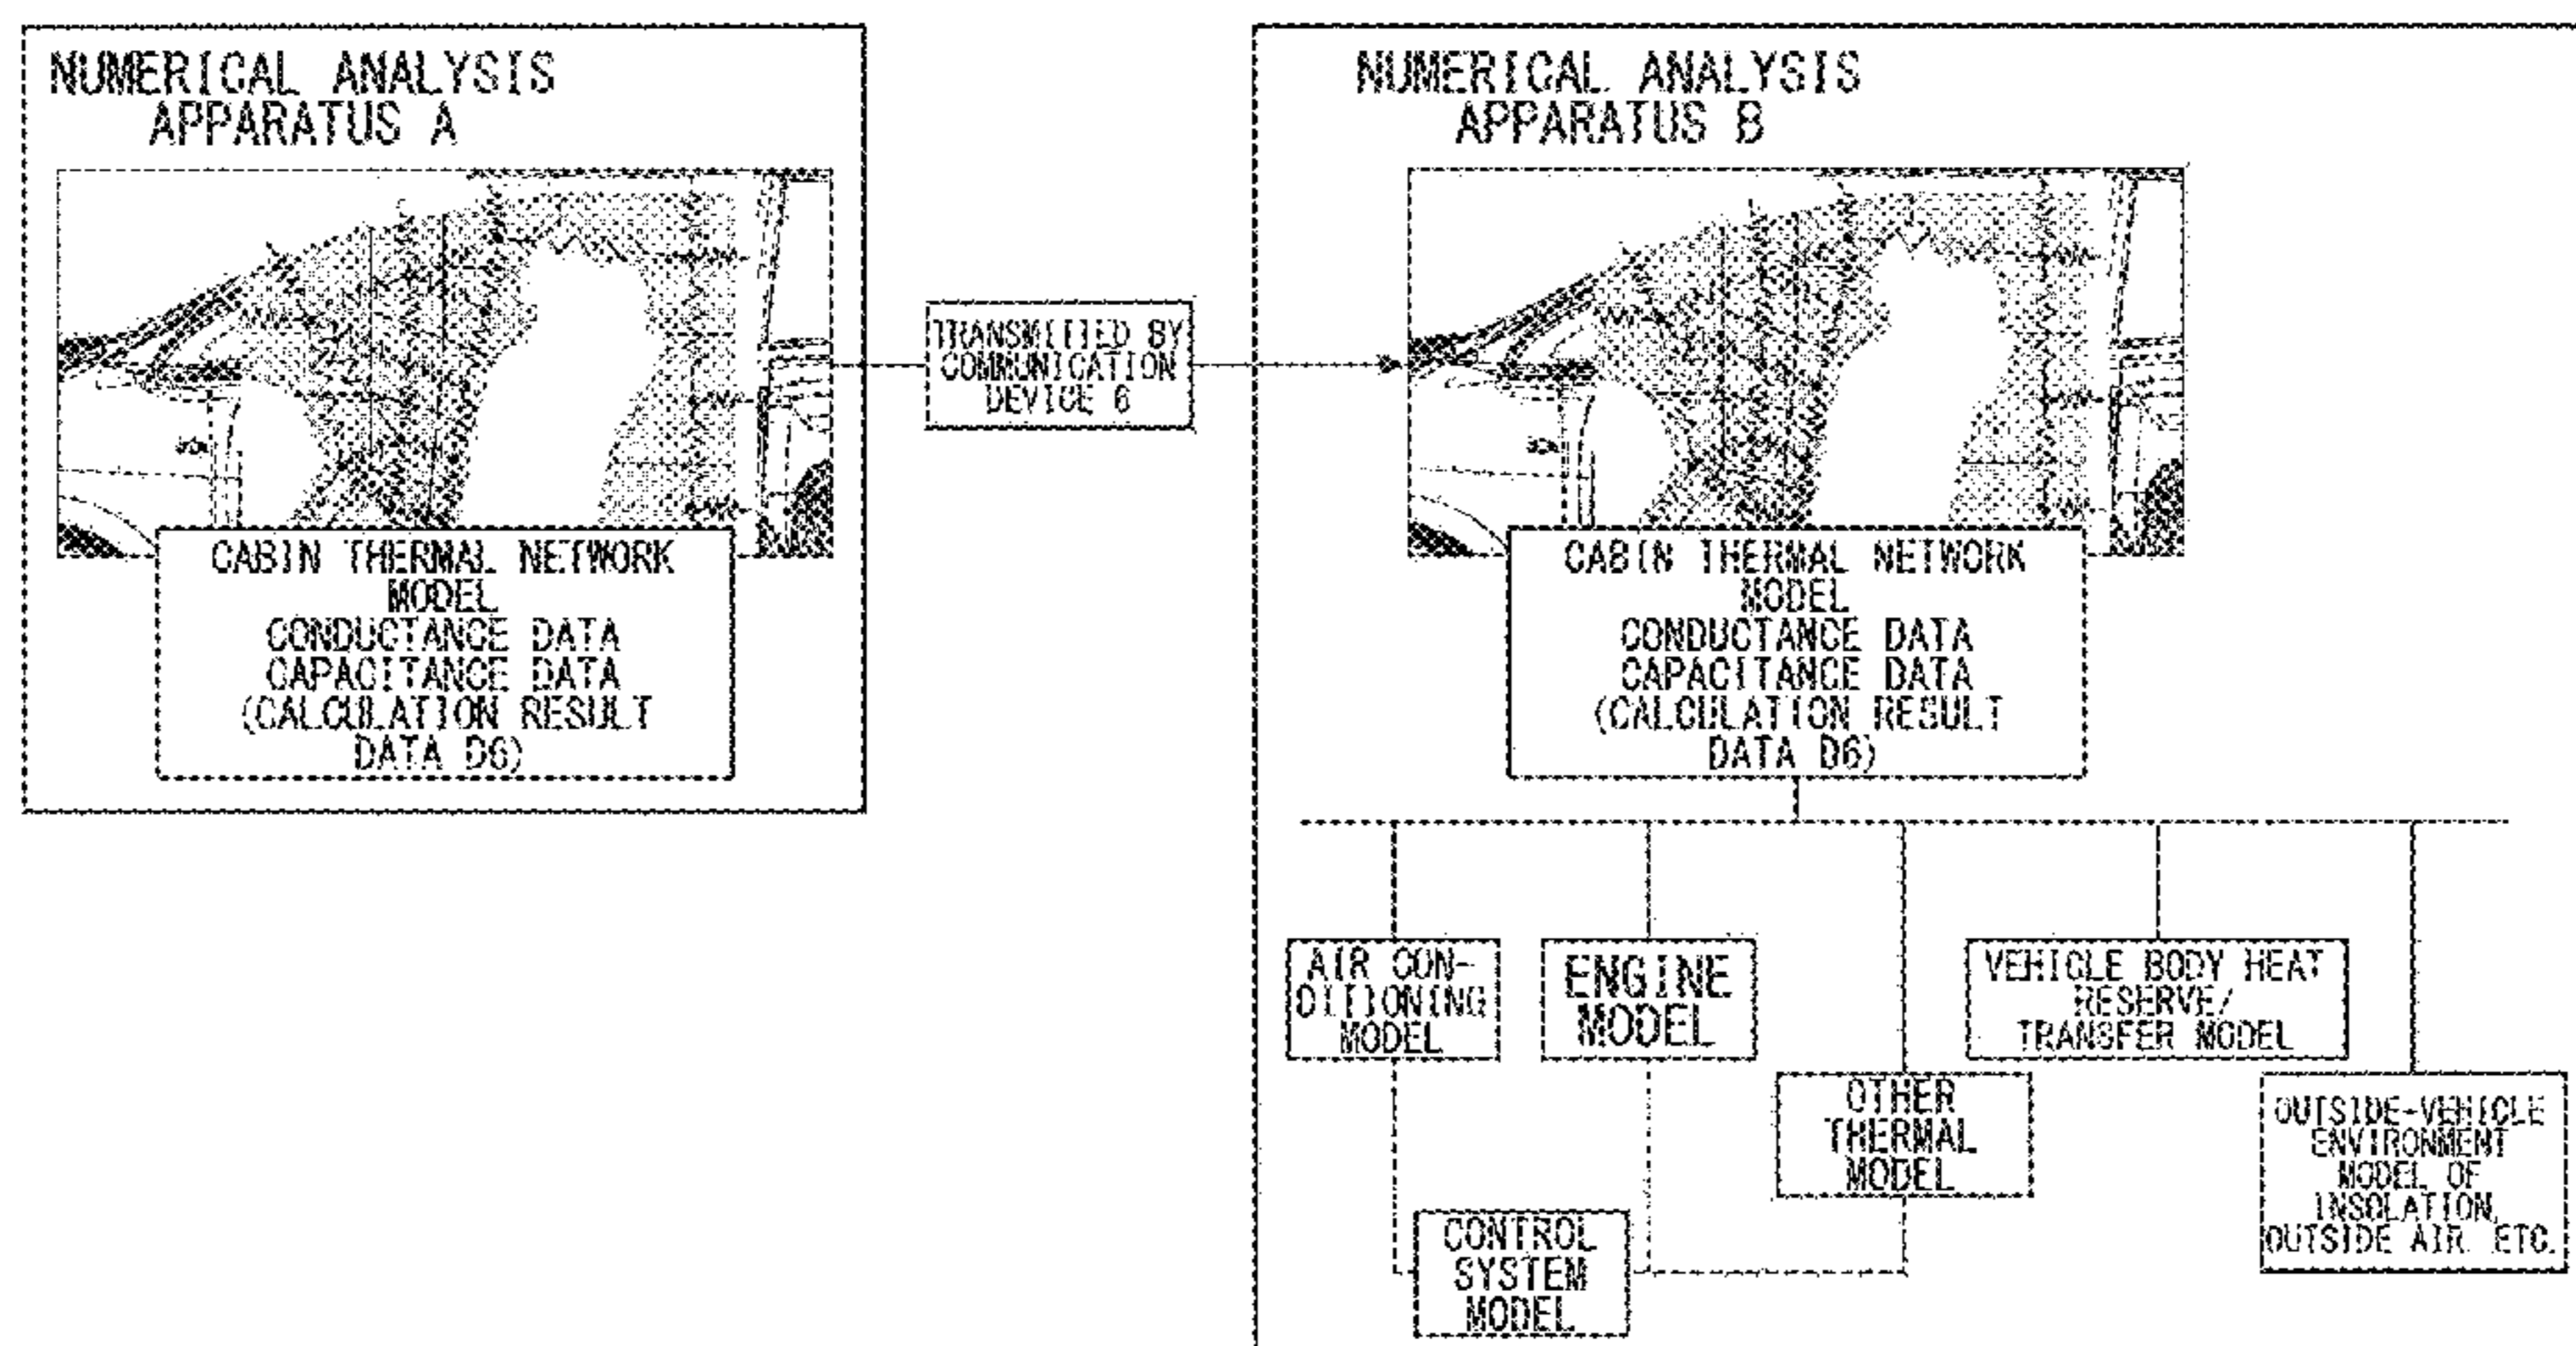 NUMERICAL ANALYSIS
APPARATUS A
CABIN THERMAL NETWORK
MODEL
CONDUCTANCE DATA
CAPACITANCE DATA
(CALCULATION RESULT
DATA D6)
TRANSMITTED BY
COMMUNICATION
DEVICE 6
NUMERICAL ANALYSIS
APPARATUS B
CABIN THERMAL NETWORK
MODEL
CONDUCTANCE DATA
CAPACITANCE DATA
(CALCULATION RESULT
DATA D6)
AIR CON-
DITIONING
MODEL
ENGINE
MODEL
VEHICLE BODY HEAT
RESERVE/
TRANSFER MODEL
OTHER
THERMAL
MODEL
OUTSIDE-VEHICLE
ENVIRONMENT
MODEL OF
INSOLATION,
OUTSIDE AIR, ETC.
CONTROL
SYSTEM
MODEL